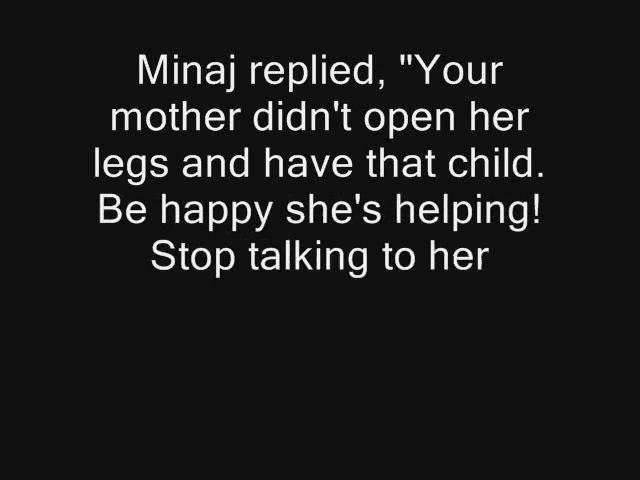 Minaj replied, "Your
mother didn't open her
legs and have that child.
Be happy she's helping!
Stop talking to her